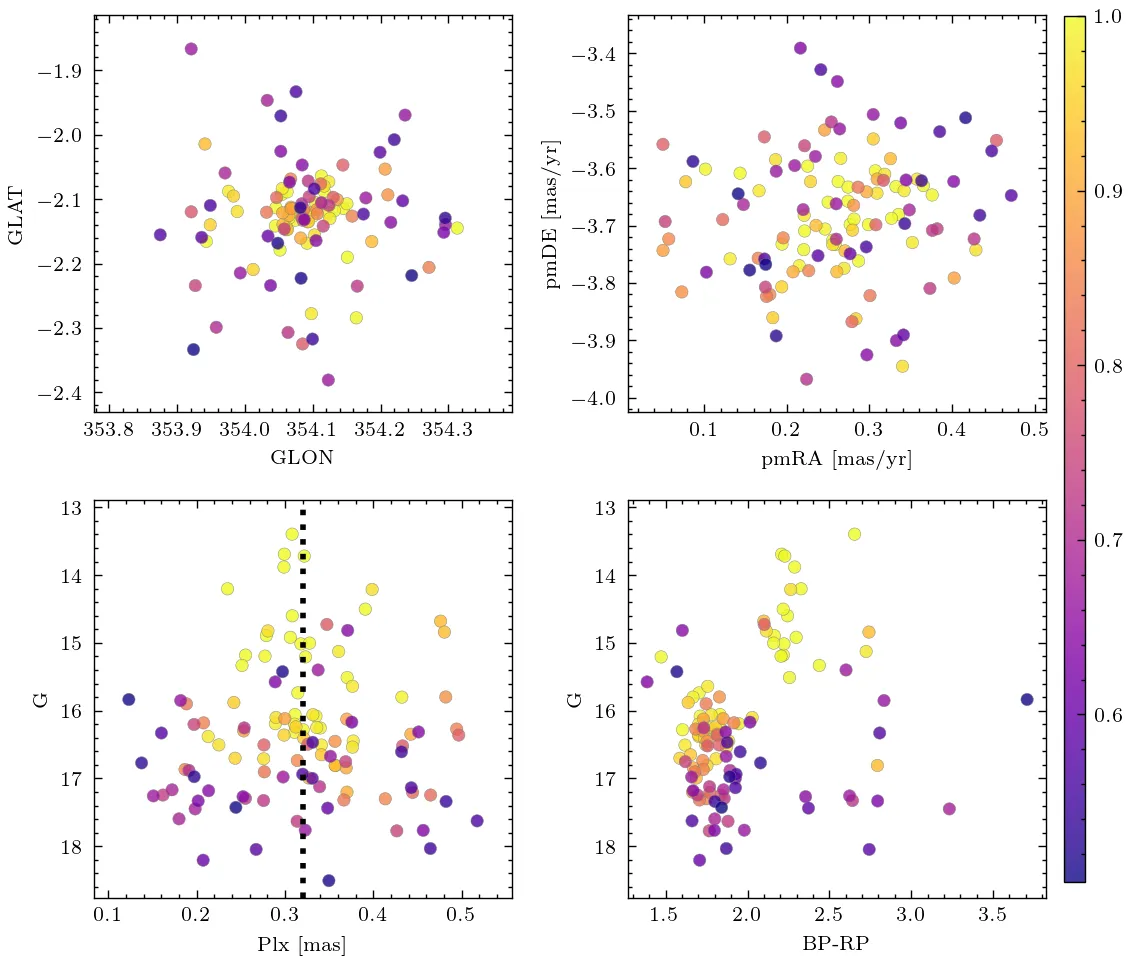 −1.9
−2.0
−2.1
−2.2
−2.3
−2.4
GLAT
353.8 353.9 354.0 354.1 354.2 354.3
GLON
−3.4
−3.5
−3.6
−3.7
−3.8
−3.9
−4.0
pmDE [mas/yr]
0.1 0.2 0.3 0.4 0.5
pmRA [mas/yr]
1.0
0.9
0.8
0.7
0.6
13
14
15
16
17
18
G
0.1 0.2 0.3 0.4 0.5
Plx [mas]
13
14
15
16
17
18
G
1.5 2.0 2.5 3.0 3.5
BP-RP